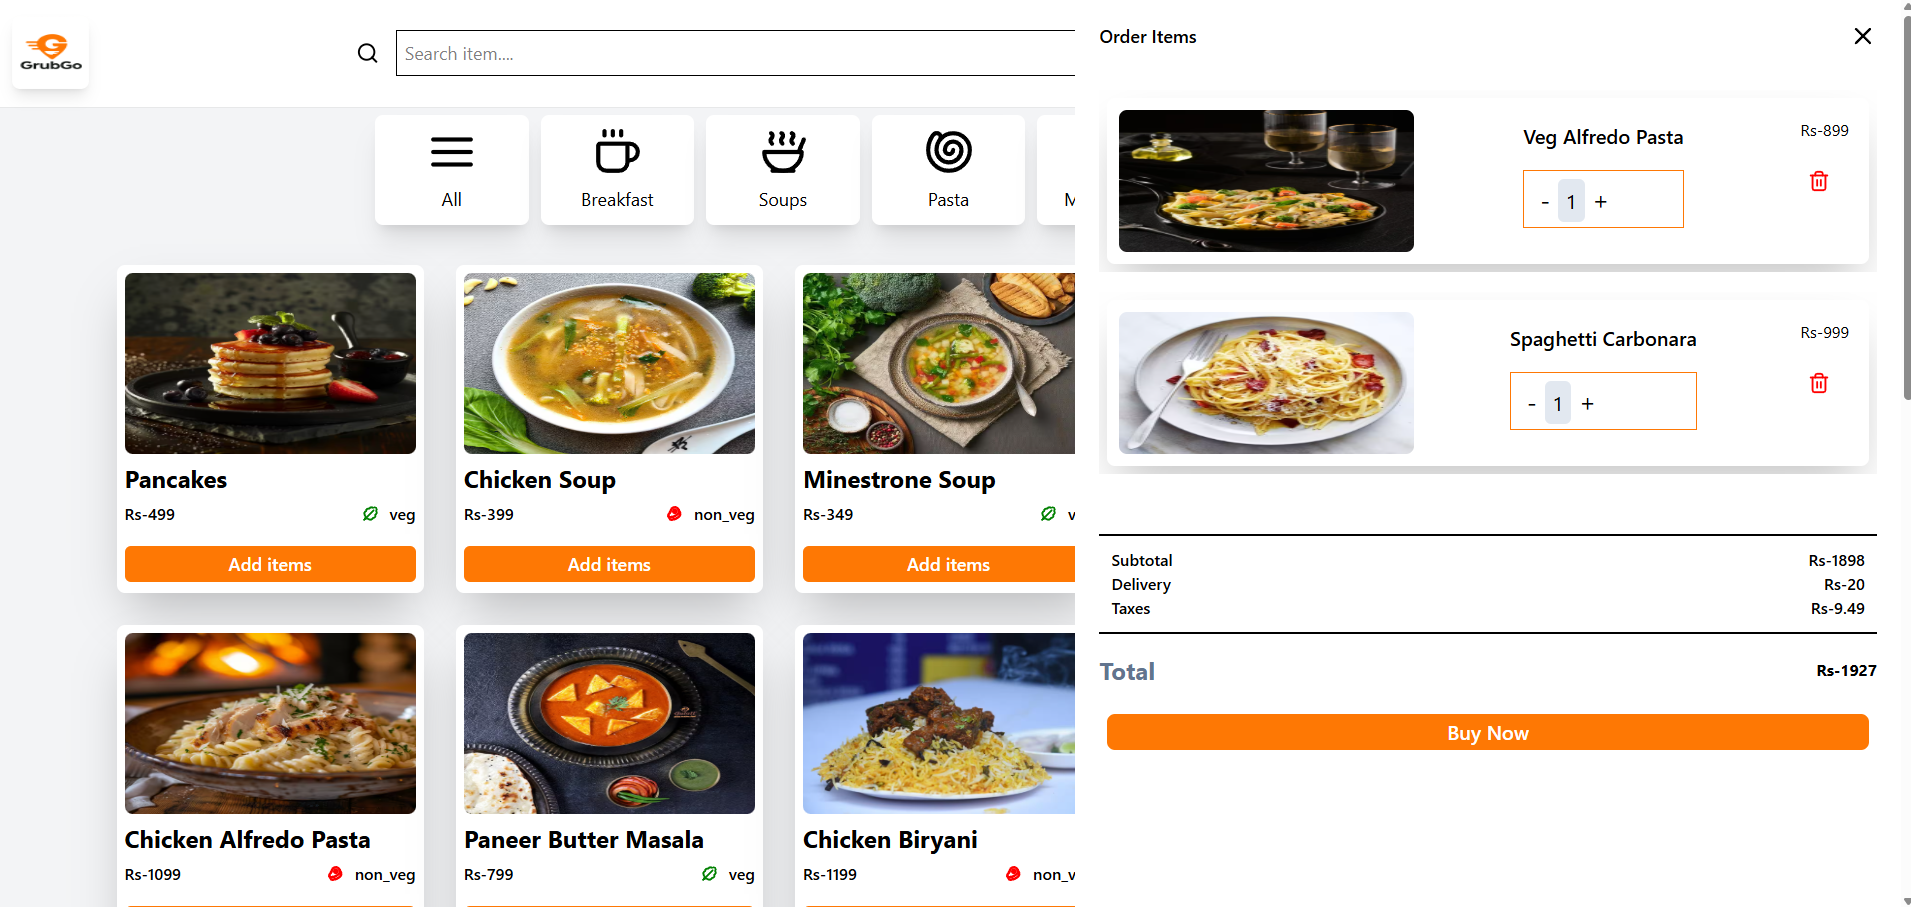 GrubGo
Search item....
All
Breakfast
Soups
Pasta
M
Pancakes
Rs-499
veg
Add items
Chicken Soup
Rs-399
non_veg
Add items
Minestrone Soup
Rs-349
v
Add items
Chicken Alfredo Pasta
Rs-1099
non_veg
Paneer Butter Masala
Rs-799
veg
Chicken Biryani
Rs-1199
non_v
Order Items
Veg Alfredo Pasta
Rs-899
- 1 +
Spaghetti Carbonara
Rs-999
- 1 +
Subtotal Rs-1898
Delivery Rs-20
Taxes Rs-9.49
Total Rs-1927
Buy Now